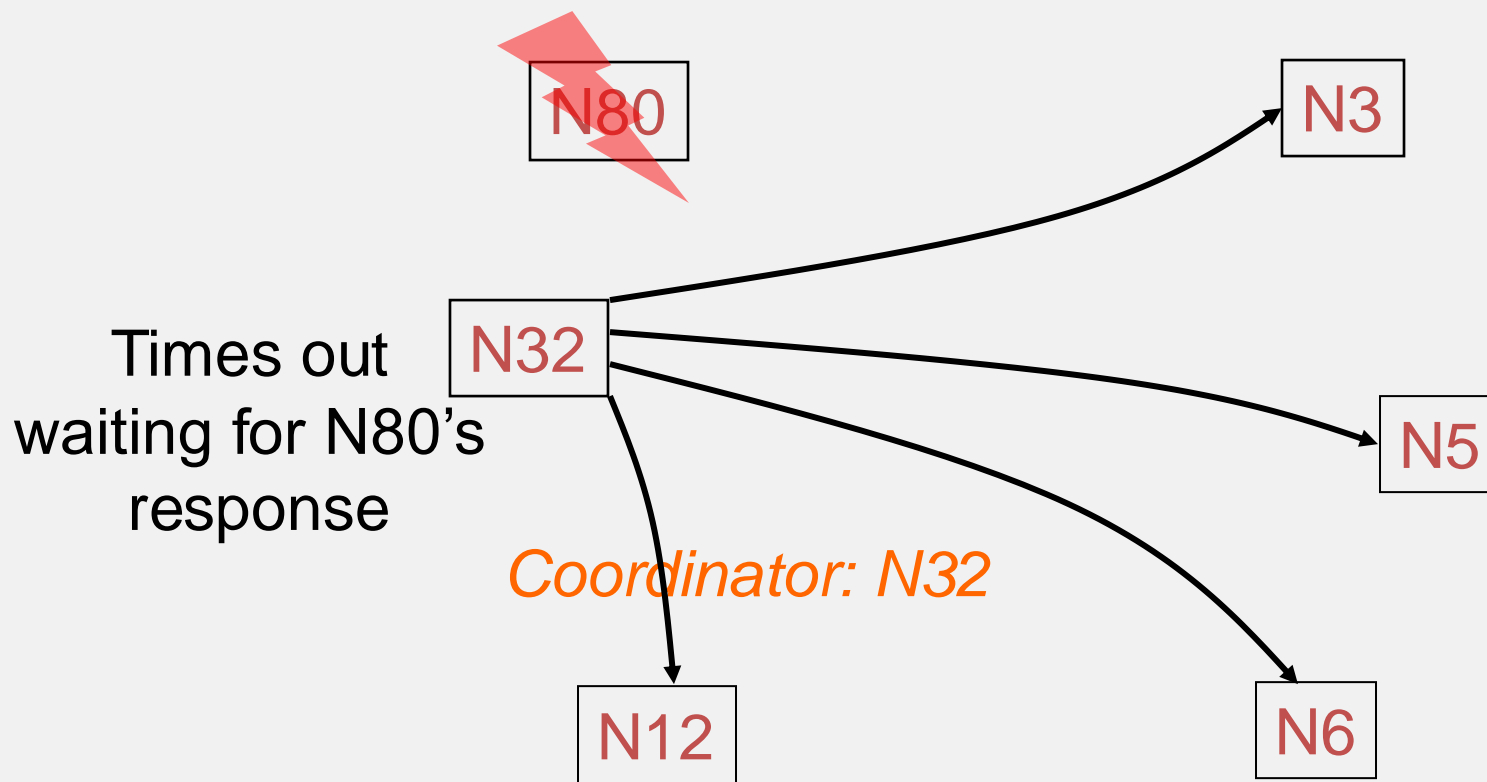 N80
N3
N32
Times out
waiting for N80’s
response
N5
Coordinator: N32
N12
N6